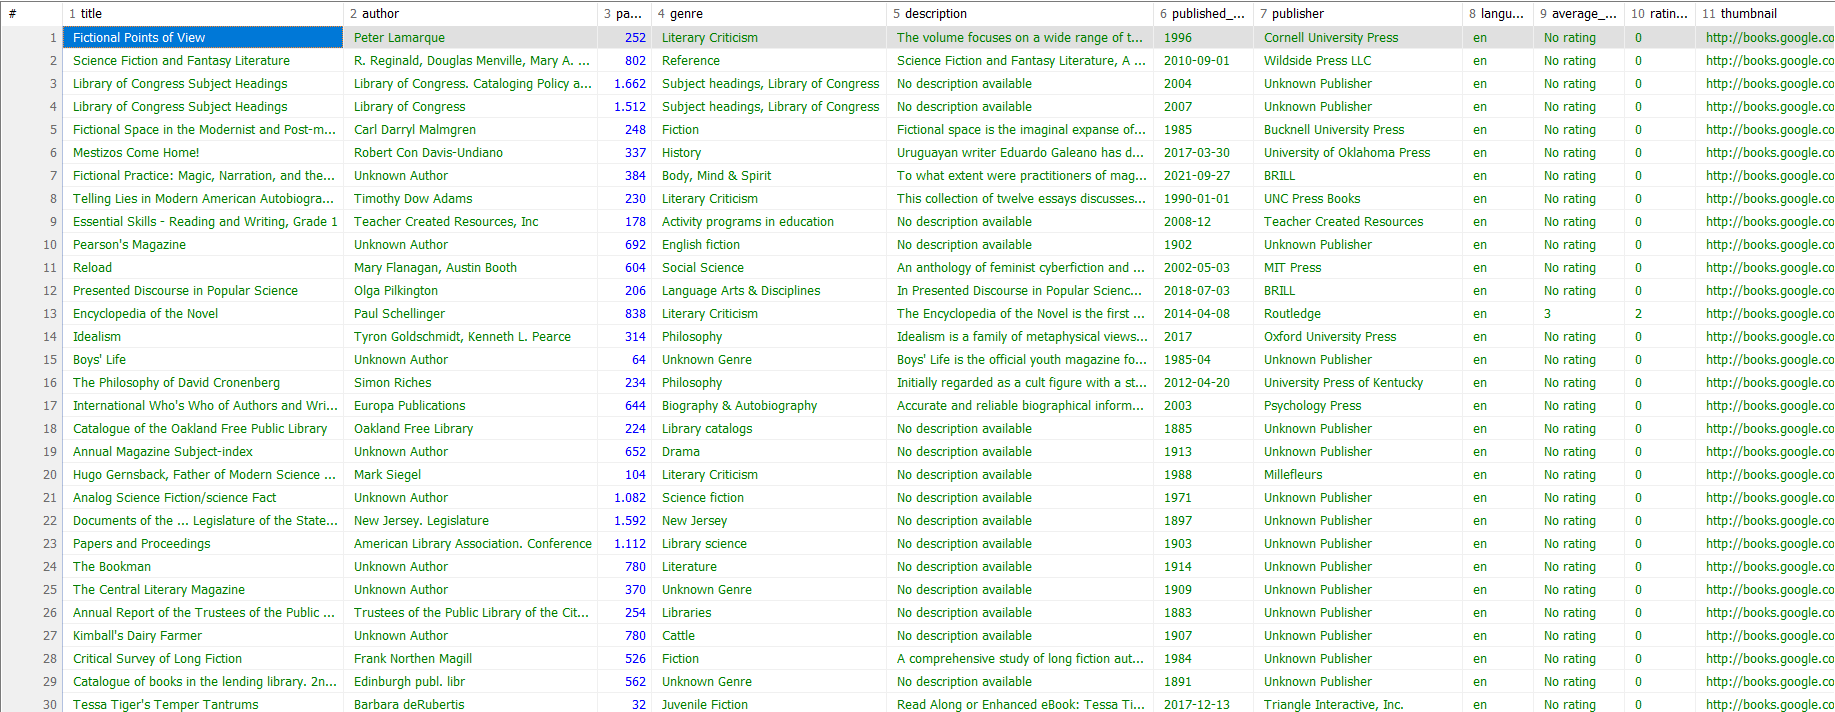 # 1 title 2 author 3 pa... 4 genre 5 description 6 published_... 7 publisher 8 langu... 9 average_... 10 ratin... 11 thumbnail
1 Fictional Points of View Peter Lamarque 252 Literary Criticism The volume focuses on a wide range of t... 1996 Cornell University Press en No rating 0 http://books.google.co
2 Science Fiction and Fantasy Literature R. Reginald, Douglas Menville, Mary A. ... 802 Reference Science Fiction and Fantasy Literature, A ... 2010-09-01 Wildside Press LLC en No rating 0 http://books.google.co
3 Library of Congress Subject Headings Library of Congress. Cataloging Policy a... 1.662 Subject headings, Library of Congress No description available 2004 Unknown Publisher en No rating 0 http://books.google.co
4 Library of Congress Subject Headings Library of Congress 1.512 Subject headings, Library of Congress No description available 2007 Unknown Publisher en No rating 0 http://books.google.co
5 Fictional Space in the Modernist and Post-m... Carl Darryl Malmgren 248 Fiction Fictional space is the imaginal expanse of... 1985 Bucknell University Press en No rating 0 http://books.google.co
6 Mestizos Come Home! Robert Con Davis-Undiano 337 History Uruguayan writer Eduardo Galeano has d... 2017-03-30 University of Oklahoma Press en No rating 0 http://books.google.co
7 Fictional Practice: Magic, Narration, and the... Unknown Author 384 Body, Mind & Spirit To what extent were practitioners of mag... 2021-09-27 BRILL en No rating 0 http://books.google.co
8 Telling Lies in Modern American Autobiogra... Timothy Dow Adams 230 Literary Criticism This collection of twelve essays discusses... 1990-01-01 UNC Press Books en No rating 0 http://books.google.co
9 Essential Skills - Reading and Writing, Grade 1 Teacher Created Resources, Inc 178 Activity programs in education No description available 2008-12 Teacher Created Resources en No rating 0 http://books.google.co
10 Pearson's Magazine Unknown Author 692 English fiction No description available 1902 Unknown Publisher en No rating 0 http://books.google.co
11 Reload Mary Flanagan, Austin Booth 604 Social Science An anthology of feminist cyberfiction and ... 2002-05-03 MIT Press en No rating 0 http://books.google.co
12 Presented Discourse in Popular Science Olga Pilkington 206 Language Arts & Disciplines In Presented Discourse in Popular Scienc... 2018-07-03 BRILL en No rating 0 http://books.google.co
13 Encyclopedia of the Novel Paul Schellinger 838 Literary Criticism The Encyclopedia of the Novel is the first ... 2014-04-08 Routledge en 3 2 http://books.google.co
14 Idealism Tyron Goldschmidt, Kenneth L. Pearce 314 Philosophy Idealism is a family of metaphysical views... 2017 Oxford University Press en No rating 0 http://books.google.co
15 Boys' Life Unknown Author 64 Unknown Genre Boys' Life is the official youth magazine fo... 1985-04 Unknown Publisher en No rating 0 http://books.google.co
16 The Philosophy of David Cronenberg Simon Riches 234 Philosophy Initially regarded as a cult figure with a st... 2012-04-20 University Press of Kentucky en No rating 0 http://books.google.co
17 International Who's Who of Authors and Wri... Europa Publications 644 Biography & Autobiography Accurate and reliable biographical inform... 2003 Psychology Press en No rating 0 http://books.google.co
18 Catalogue of the Oakland Free Public Library Oakland Free Library 224 Library catalogs No description available 1885 Unknown Publisher en No rating 0 http://books.google.co
19 Annual Magazine Subject-index Unknown Author 652 Drama No description available 1913 Unknown Publisher en No rating 0 http://books.google.co
20 Hugo Gernsback, Father of Modern Science ... Mark Siegel 104 Literary Criticism No description available 1988 Millefleurs en No rating 0 http://books.google.co
21 Analog Science Fiction/science Fact Unknown Author 1.082 Science fiction No description available 1971 Unknown Publisher en No rating 0 http://books.google.co
22 Documents of the ... Legislature of the State... New Jersey. Legislature 1.592 New Jersey No description available 1897 Unknown Publisher en No rating 0 http://books.google.co
23 Papers and Proceedings American Library Association. Conference 1.112 Library science No description available 1903 Unknown Publisher en No rating 0 http://books.google.co
24 The Bookman Unknown Author 780 Literature No description available 1914 Unknown Publisher en No rating 0 http://books.google.co
25 The Central Literary Magazine Unknown Author 370 Unknown Genre No description available 1909 Unknown Publisher en No rating 0 http://books.google.co
26 Annual Report of the Trustees of the Public ... Trustees of the Public Library of the Cit... 254 Libraries No description available 1883 Unknown Publisher en No rating 0 http://books.google.co
27 Kimball's Dairy Farmer Unknown Author 780 Cattle No description available 1907 Unknown Publisher en No rating 0 http://books.google.co
28 Critical Survey of Long Fiction Frank Northen Magill 526 Fiction A comprehensive study of long fiction aut... 1984 Unknown Publisher en No rating 0 http://books.google.co
29 Catalogue of books in the lending library. 2n... Edinburgh publ. libr 562 Unknown Genre No description available 1891 Unknown Publisher en No rating 0 http://books.google.co
30 Tessa Tiger's Temper Tantrums Barbara deRubertis 32 Juvenile Fiction Read Along or Enhanced eBook: Tessa Ti... 2017-12-13 Triangle Interactive, Inc. en No rating 0 http://books.google.co